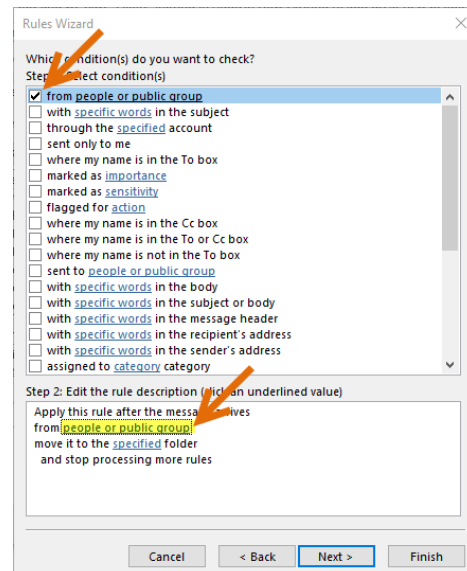 Rules Wizard
Which condition(s) do you want to check?
Step Select condition(s)
from people or public group
with specific words in the subject
through the specified account
sent only to me
where my name is in the To box
marked as importance
marked as sensitivity
flagged for action
where my name is in the Cc box
where my name is in the To or Cc box
where my name is not in the To box
sent to people or public group
with specific words in the body
with specific words in the subject or body
with specific words in the message header
with specific words in the recipient's address
with specific words in the sender's address
assigned to category category
Step 2: Edit the rule description (click an underlined value)
Apply this rule after the message arrives
from people or public group
move it to the specified folder
and stop processing more rules
Cancel
< Back
Next >
Finish